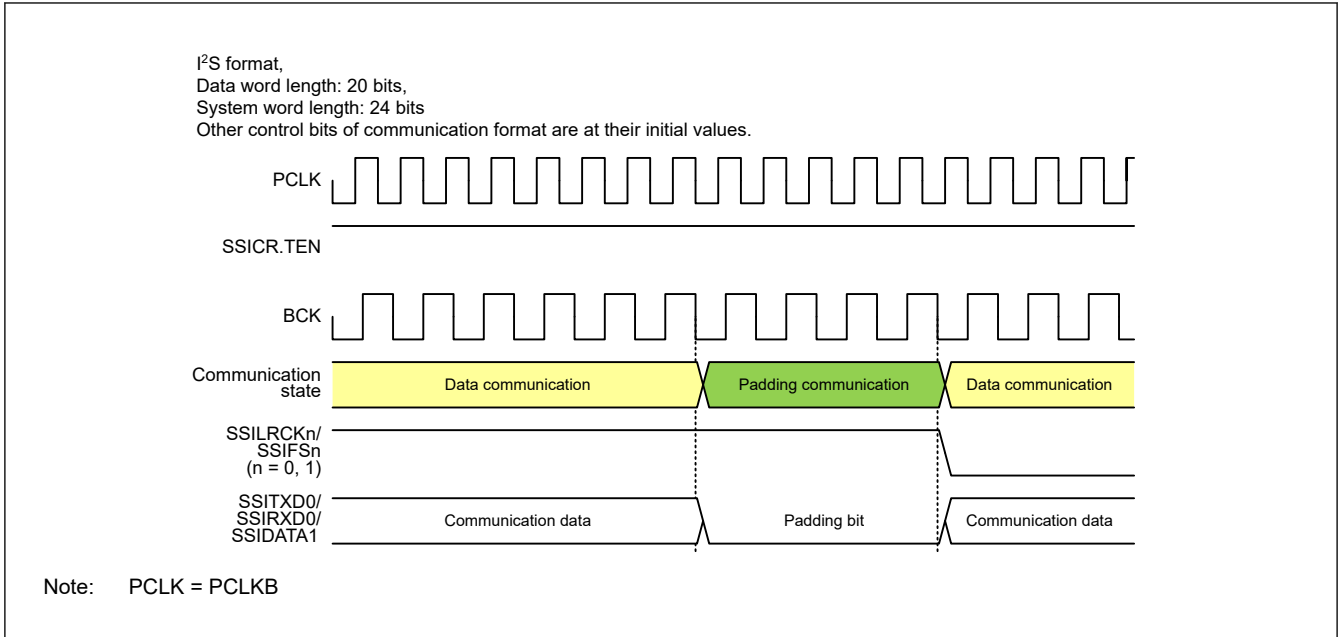 I²S format,
Data word length: 20 bits,
System word length: 24 bits
Other control bits of communication format are at their initial values.
PCLK
SSICR.TEN
BCK
Communication
state
Data communication
Padding communication
Data communication
SSILRCKn/
SSIFSn
(n = 0, 1)
SSITXD0/
SSIRXD0/
SSIDATA1
Communication data
Padding bit
Communication data
Note: PCLK = PCLKB